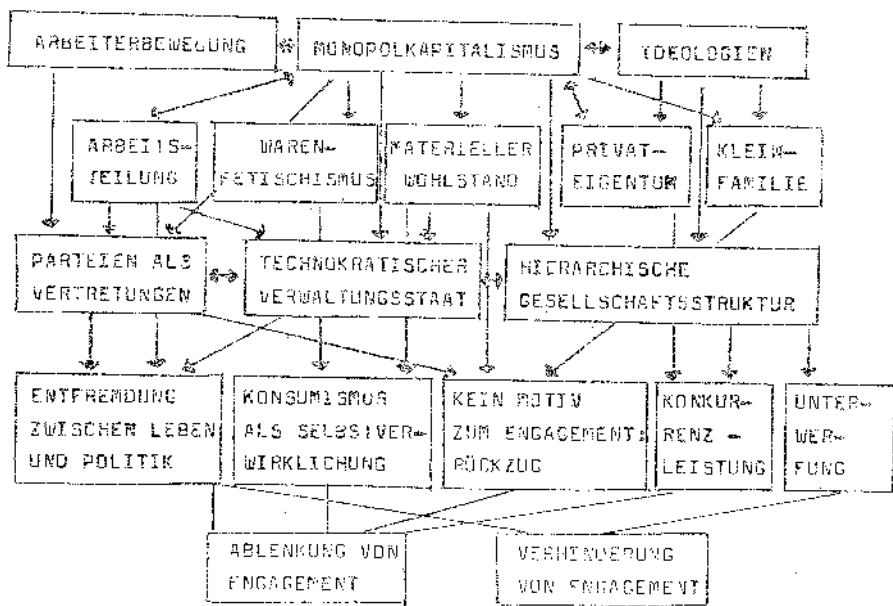 ARBEITERBEWEGUNG
MONOPOLKAPITALISMUS
IDEOLOGIEN
ARBEITS-
TEILUNG
WAREN-
FETISCHISMUS
MATERIELLER
WOHLSTAND
PRIVAT-
EIGENTUM
KLEIN-
FAMILIE
PARTEIEN ALS
VERTRETUNGEN
TECHNOKRATISCHER
VERWALTUNGSSTAAT
HIERARCHISCHE
GESELLSCHAFTSSTRUKTUR
ENTFREMDUNG
ZWISCHEN LEBEN
UND POLITIK
KONSUMISMUS
ALS SELBSTVER-
WIRKLICHUNG
KEIN MOTIV
ZUM ENGAGEMENT:
RÜCKZUG
KONKUR-
RENZ -
LEISTUNG
UNTER-
WER-
FUNG
ABLENKUNG VON
ENGAGEMENT
VERHINDERUNG
VON ENGAGEMENT